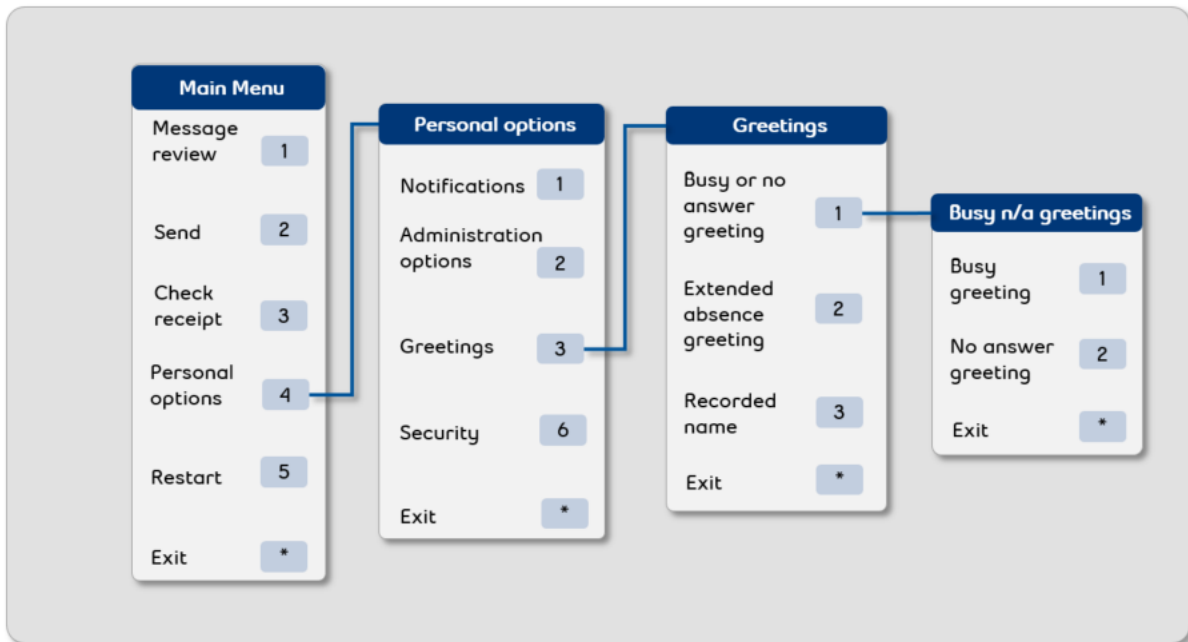 Main Menu
Message
review
1
Send
2
Check
receipt
3
Personal
options
4
Restart
5
Exit
*
Personal options
Notifications
1
Administration
options
2
Greetings
3
Security
6
Exit
*
Greetings
Busy or no
answer
greeting
1
Extended
absence
greeting
2
Recorded
name
3
Exit
*
Busy n/a greetings
Busy
greeting
1
No answer
greeting
2
Exit
*